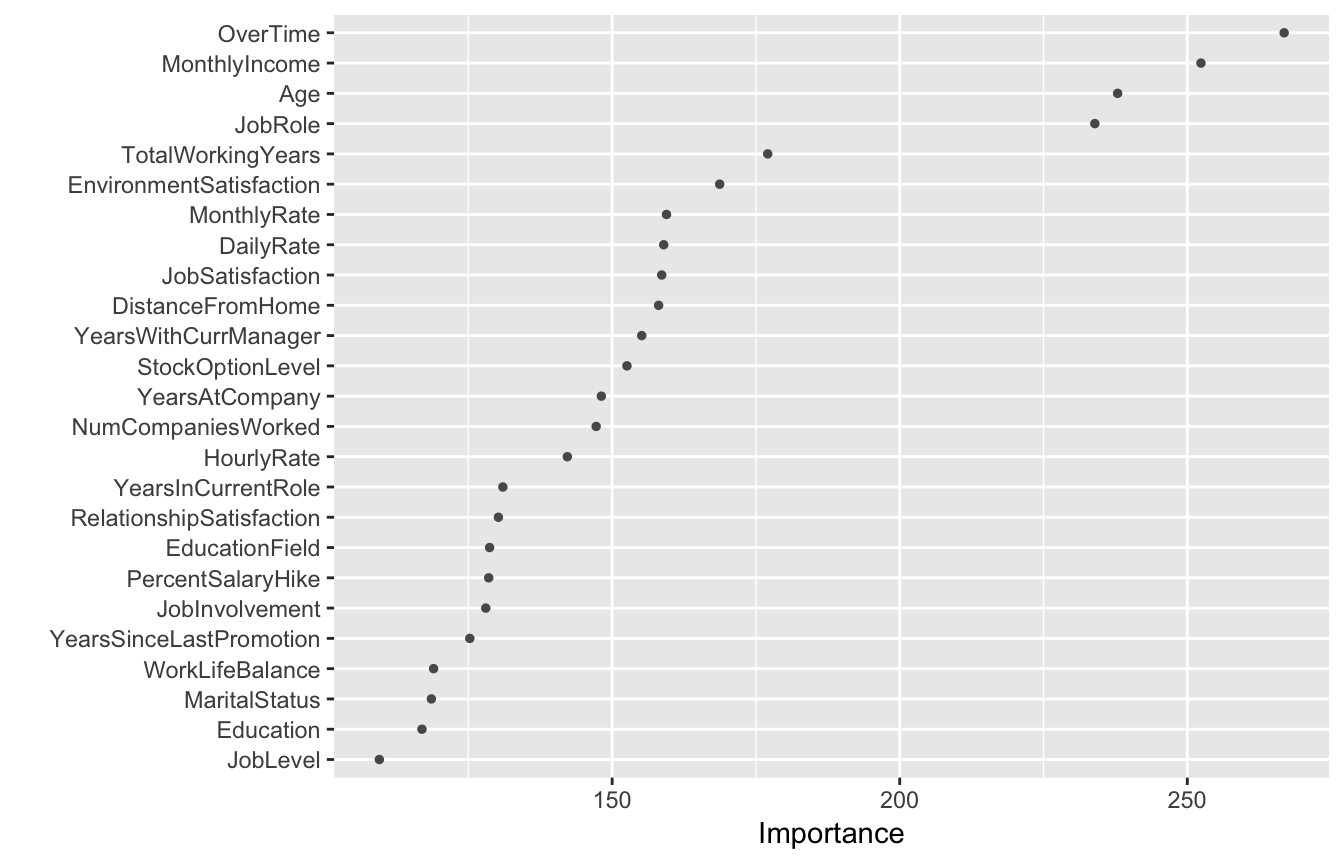 OverTime
MonthlyIncome
Age
JobRole
TotalWorkingYears
EnvironmentSatisfaction
MonthlyRate
DailyRate
JobSatisfaction
DistanceFromHome
YearsWithCurrManager
StockOptionLevel
YearsAtCompany
NumCompaniesWorked
HourlyRate
YearsInCurrentRole
RelationshipSatisfaction
EducationField
PercentSalaryHike
JobInvolvement
YearsSinceLastPromotion
WorkLifeBalance
MaritalStatus
Education
JobLevel
150 200 250
Importance